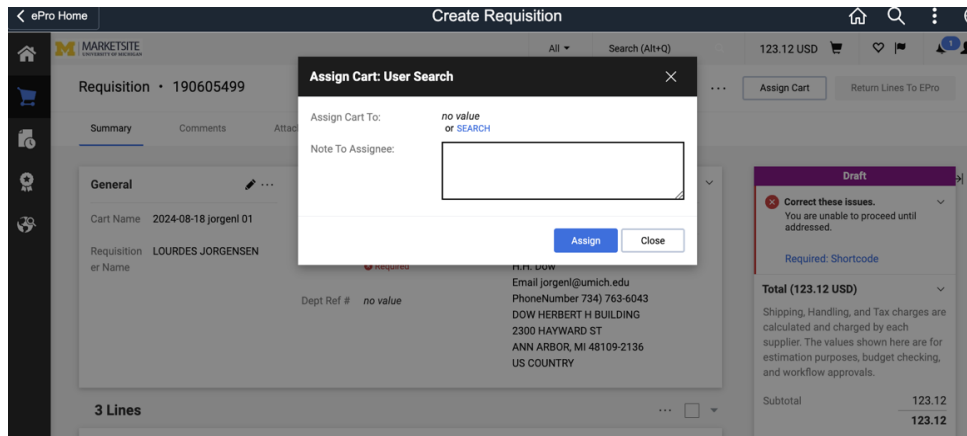 ePro Home
Create Requisition
MARKETSITE
UNIVERSITY OF MICHIGAN
All
Search (Alt+Q)
123.12 USD
1
Requisition • 190605499
Assign Cart
Return Lines To EPro
Summary
Comments
Attac
Assign Cart: User Search
Assign Cart To:
no value
or SEARCH
Note To Assignee:
Assign
Close
General
Cart Name 2024-08-18 jorgenl 01
Requisition LOURDES JORGENSEN
er Name
Required
Dept Ref # no value
H.H. Dow
Email jorgenl@umich.edu
PhoneNumber 734) 763-6043
DOW HERBERT H BUILDING
2300 HAYWARD ST
ANN ARBOR, MI 48109-2136
US COUNTRY
Draft
Correct these issues.
You are unable to proceed until
addressed.
Required: Shortcode
Total (123.12 USD)
Shipping, Handling, and Tax charges are
calculated and charged by each
supplier. The values shown here are for
estimation purposes, budget checking,
and workflow approvals.
Subtotal 123.12
123.12
3 Lines